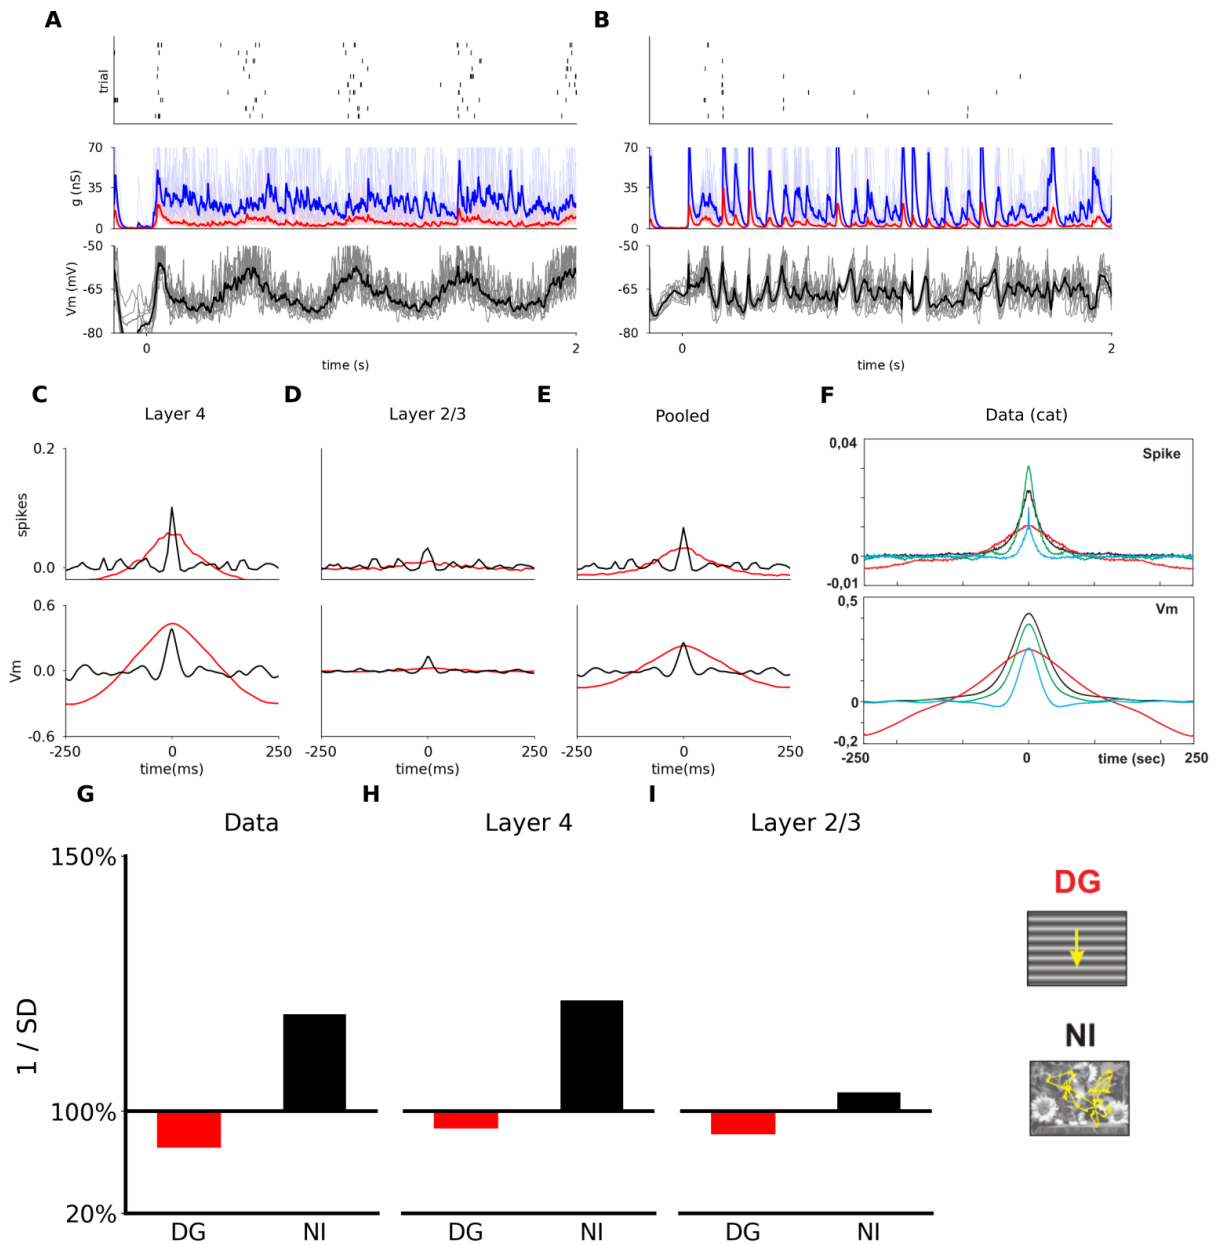 A
B
trial
70
35
0
g (nS)
-50
-65
-80
Vm (mV)
0
2
time (s)
70
35
0
-50
-65
-80
0
2
time (s)
C
D
E
F
Layer 4
Layer 2/3
Pooled
Data (cat)
0.2
0.0
spikes
0.6
0.0
-0.6
Vm
-250
0
250
time(ms)
-250
0
250
time(ms)
-250
0
250
time(ms)
0,04
0
-0,01
Spike
0,5
0
-0,2
Vm
-250
0
time (sec)
250
G
H
I
Data
Layer 4
Layer 2/3
150%
100%
20%
1 / SD
DG
NI
DG
NI
DG
NI
DG
NI